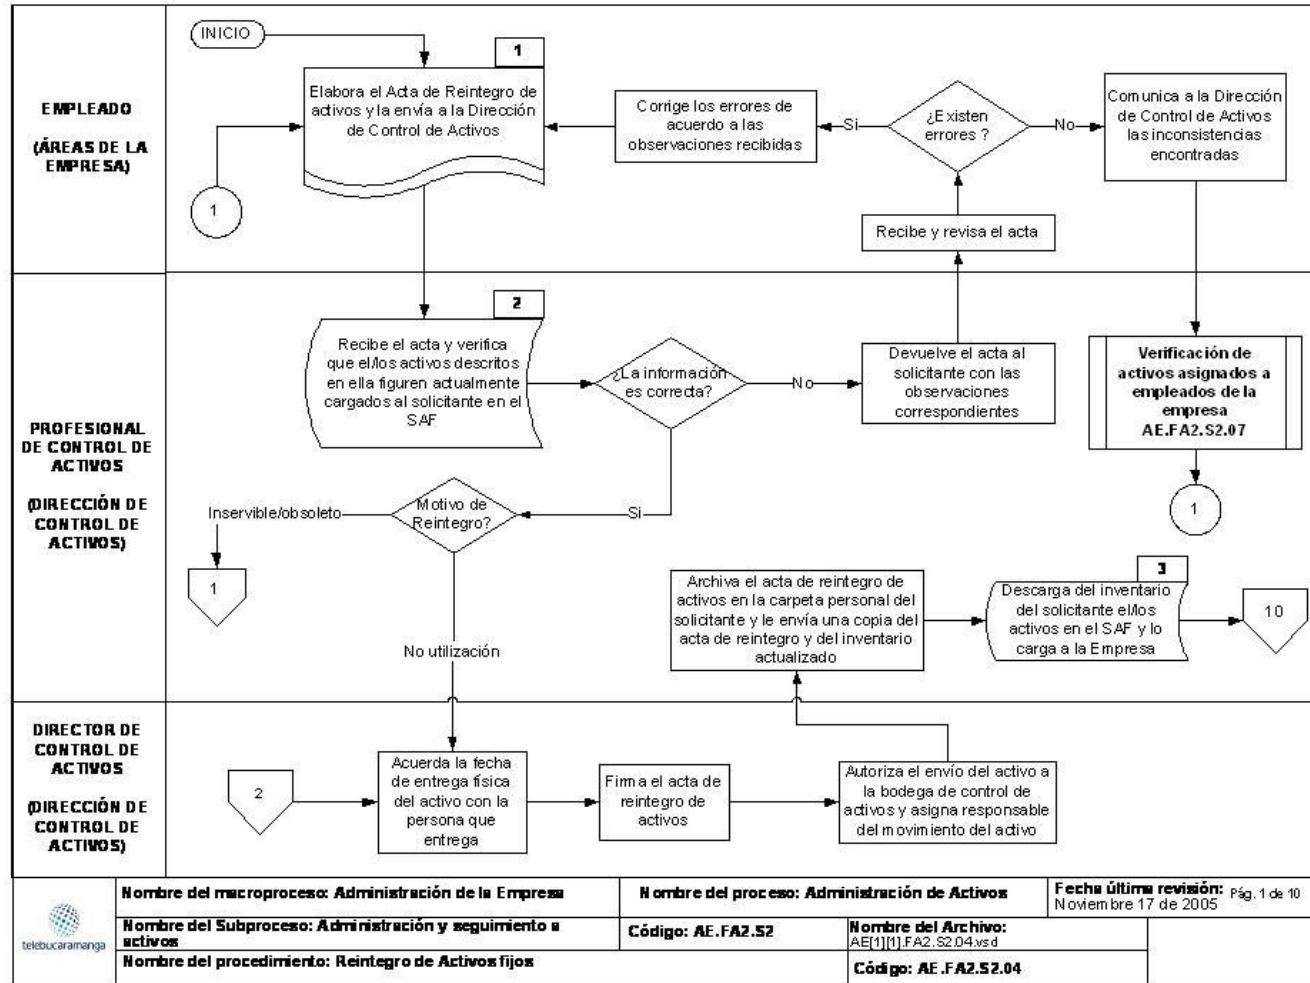 EMPLEADO
(ÁREAS DE LA
EMPRESA)
INICIO
1
Elabora el Acta de Reintegro de
activos y la envía a la Dirección
de Control de Activos
1
Corrige los errores de
acuerdo a las
observaciones recibidas
Si
¿Existen
errores ?
No
Comunica a la Dirección
de Control de Activos
las inconsistencias
encontradas
Recibe y revisa el acta
PROFESIONAL
DE CONTROL DE
ACTIVOS
(DIRECCIÓN DE
CONTROL DE
ACTIVOS)
2
Recibe el acta y verifica
que el/los activos descritos
en ella figuren actualmente
cargados al solicitante en el
SAF
¿La información
es correcta?
No
Devuelve el acta al
solicitante con las
observaciones
correspondientes
Verificación de
activos asignados a
empleados de la
empresa
AE.FA2.S2.07
1
Si
Motivo de
Reintegro?
Inservible/obsoleto
1
No utilización
Archiva el acta de reintegro de
activos en la carpeta personal del
solicitante y le envía una copia del
acta de reintegro y del inventario
actualizado
3
Descarga del inventario
del solicitante el/los
activos en el SAF y lo
carga a la Empresa
10
DIRECTOR DE
CONTROL DE
ACTIVOS
(DIRECCIÓN DE
CONTROL DE
ACTIVOS)
2
Acuerda la fecha
de entrega física
del activo con la
persona que
entrega
Firma el acta de
reintegro de
activos
Autoriza el envío del activo a
la bodega de control de
activos y asigna responsable
del movimiento del activo
telebucaramanga
Nombre del macroproceso: Administración de la Empresa
Nombre del proceso: Administración de Activos
Fecha última revisión: Pág. 1 de 10
Noviembre 17 de 2005
Nombre del Subproceso: Administración y seguimiento a
activos
Código: AE.FA2.S2
Nombre del Archivo:
AE[1][1].FA2.S2.04.vsd
Nombre del procedimiento: Reintegro de Activos fijos
Código: AE.FA2.S2.04